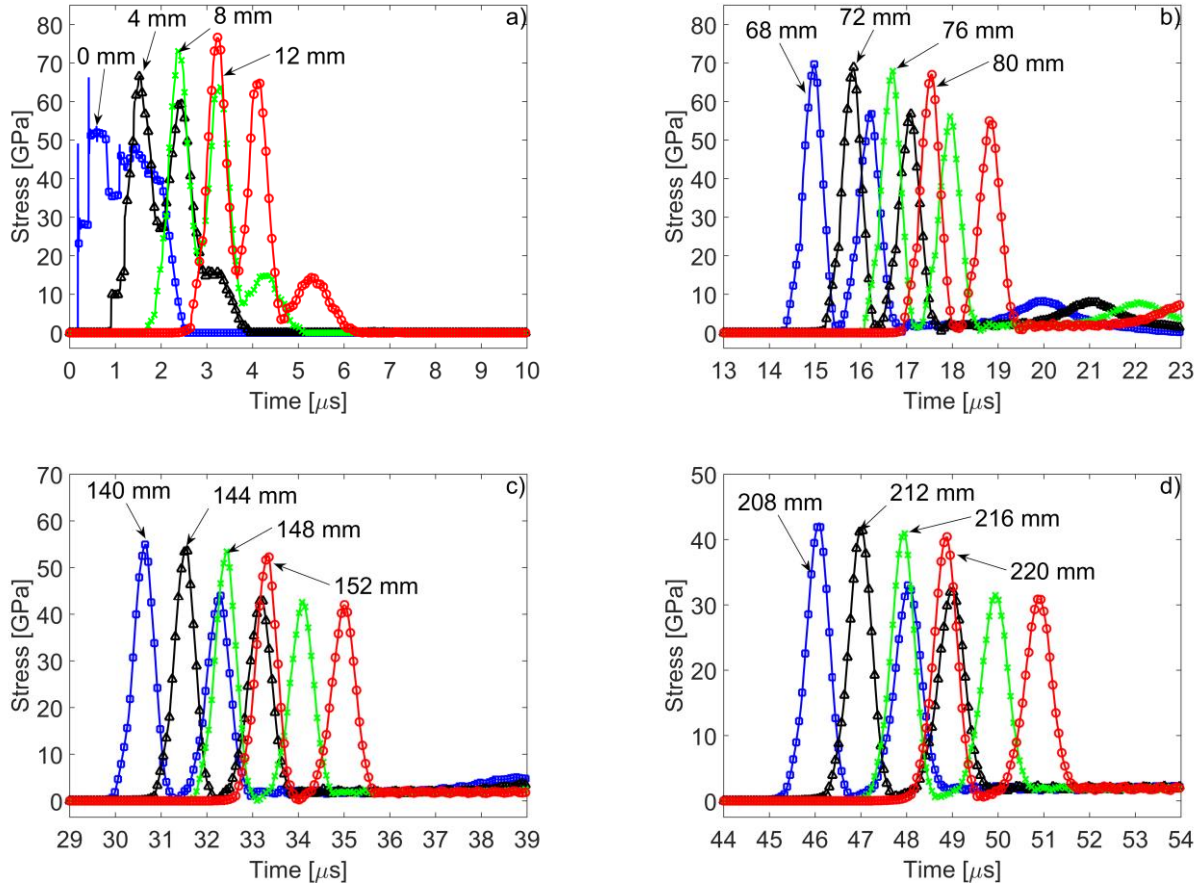 a)
4 mm
8 mm
0 mm
12 mm
80
70
60
50
40
30
20
10
0
Stress [GPa]
0 1 2 3 4 5 6 7 8 9 10
Time [μs]
b)
72 mm
68 mm
76 mm
80 mm
80
70
60
50
40
30
20
10
0
Stress [GPa]
13 14 15 16 17 18 19 20 21 22 23
Time [μs]
c)
140 mm
144 mm
148 mm
152 mm
70
60
50
40
30
20
10
0
Stress [GPa]
29 30 31 32 33 34 35 36 37 38 39
Time [μs]
d)
212 mm
208 mm
216 mm
220 mm
50
40
30
20
10
0
Stress [GPa]
44 45 46 47 48 49 50 51 52 53 54
Time [μs]